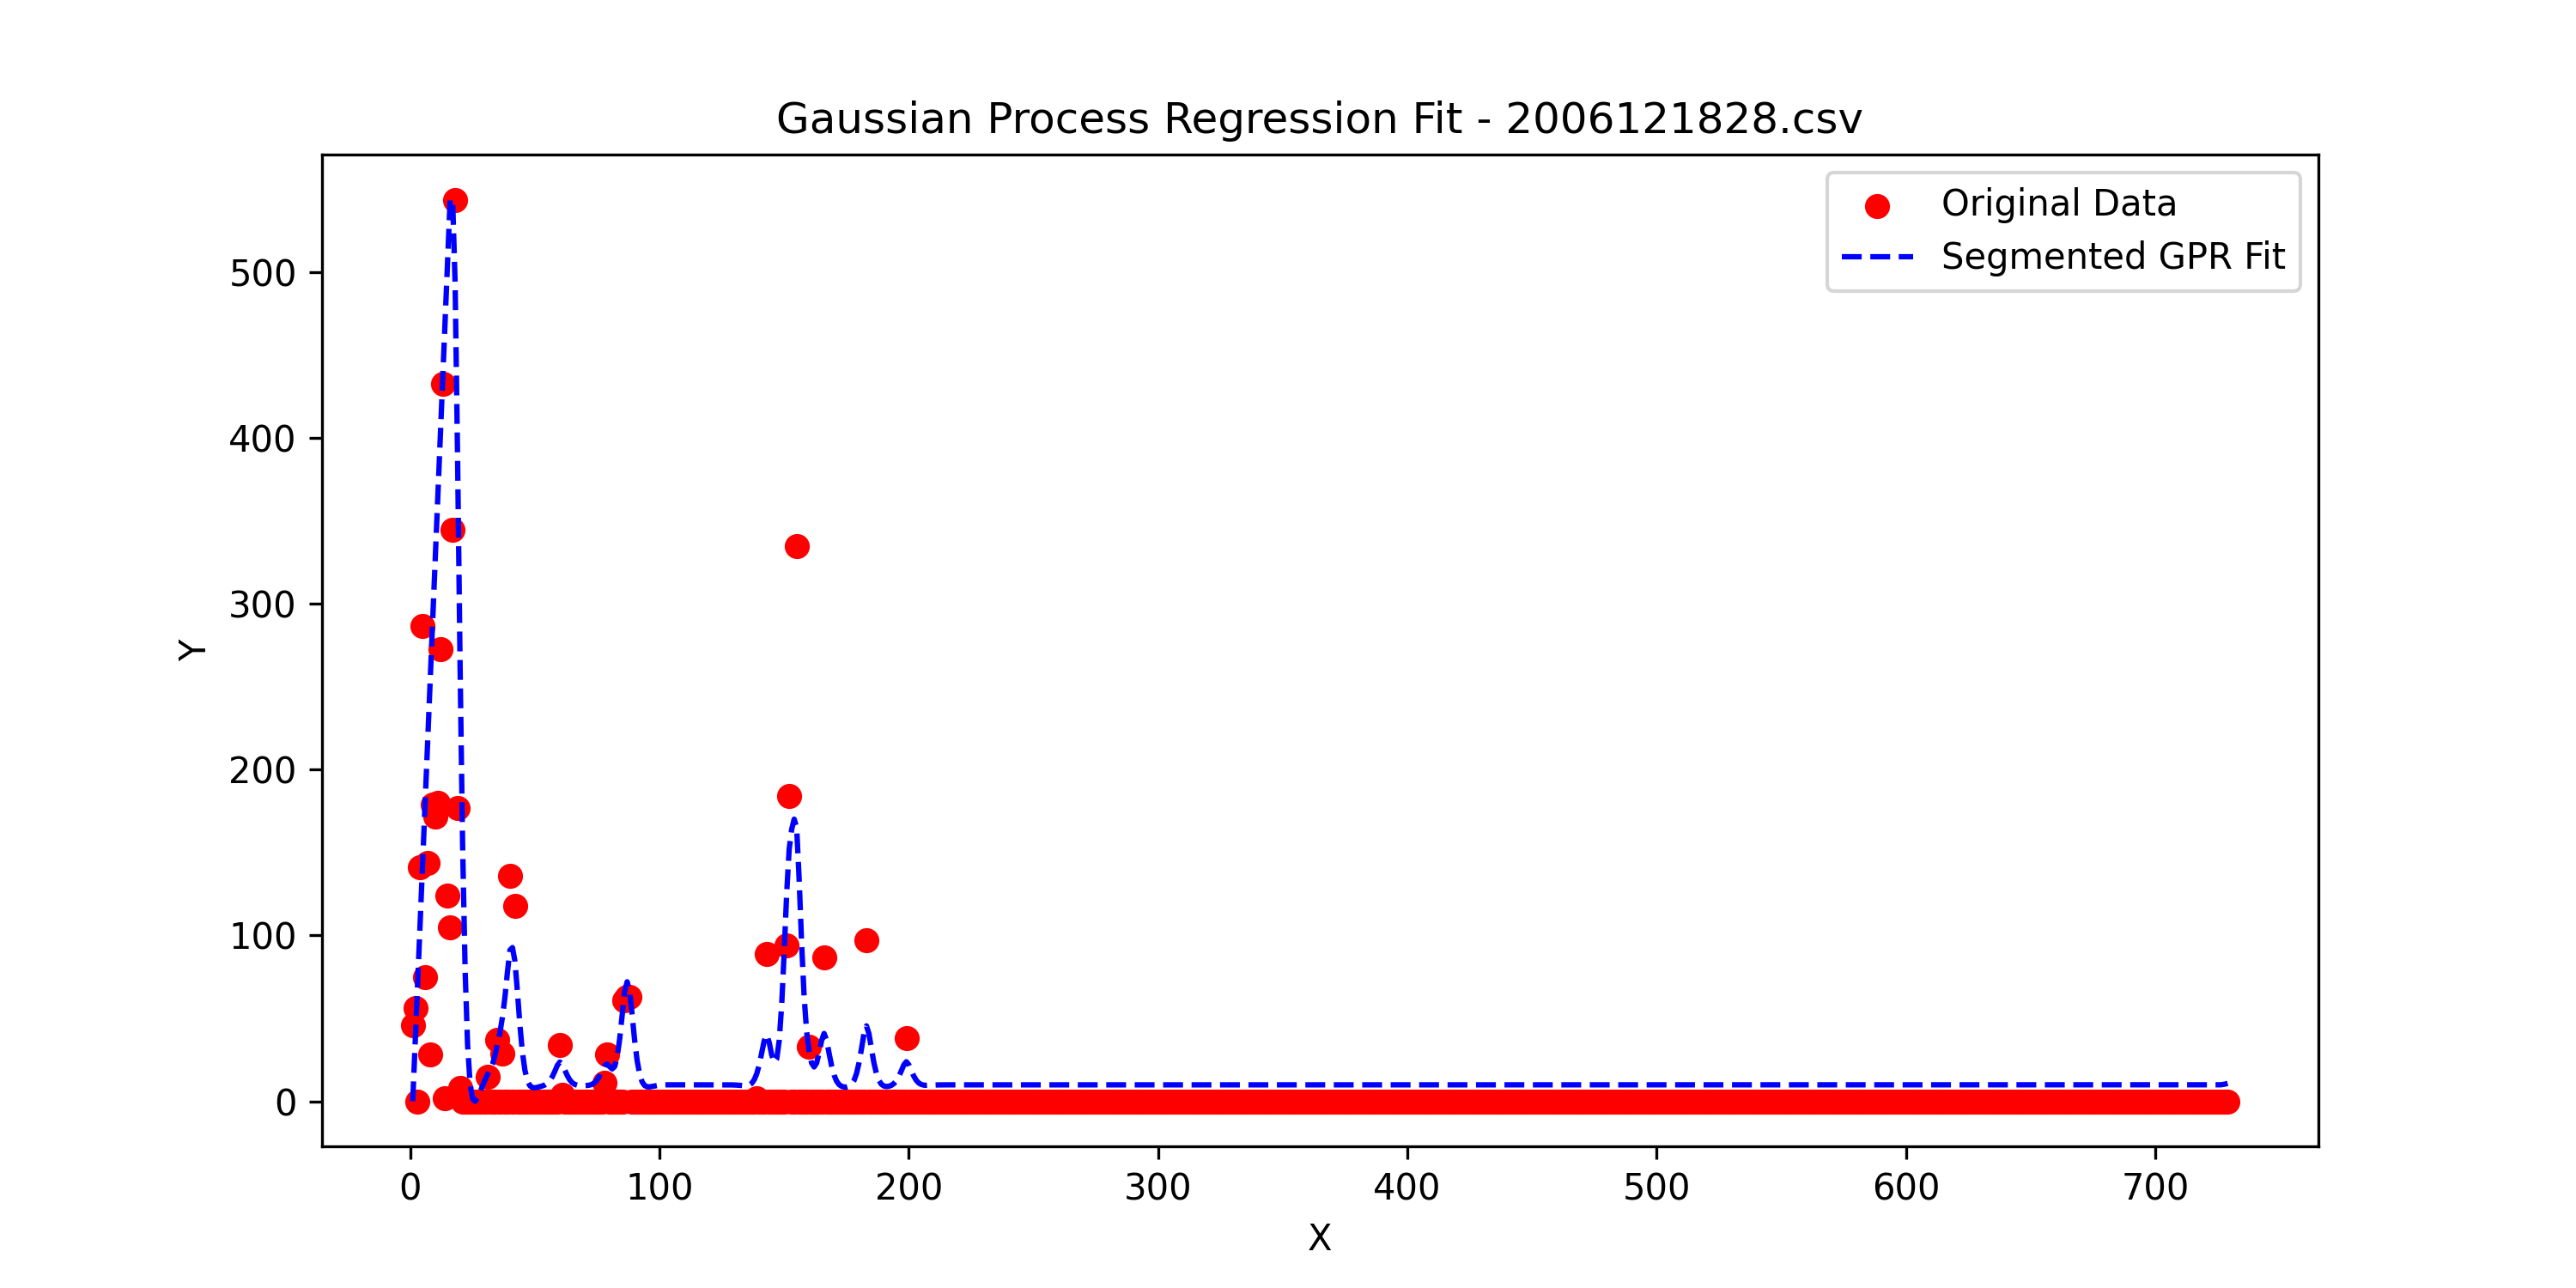 Gaussian Process Regression Fit - 2006121828.csv
Original Data
Segmented GPR Fit
500
400
300
200
100
0
Y
0 100 200 300 400 500 600 700
X